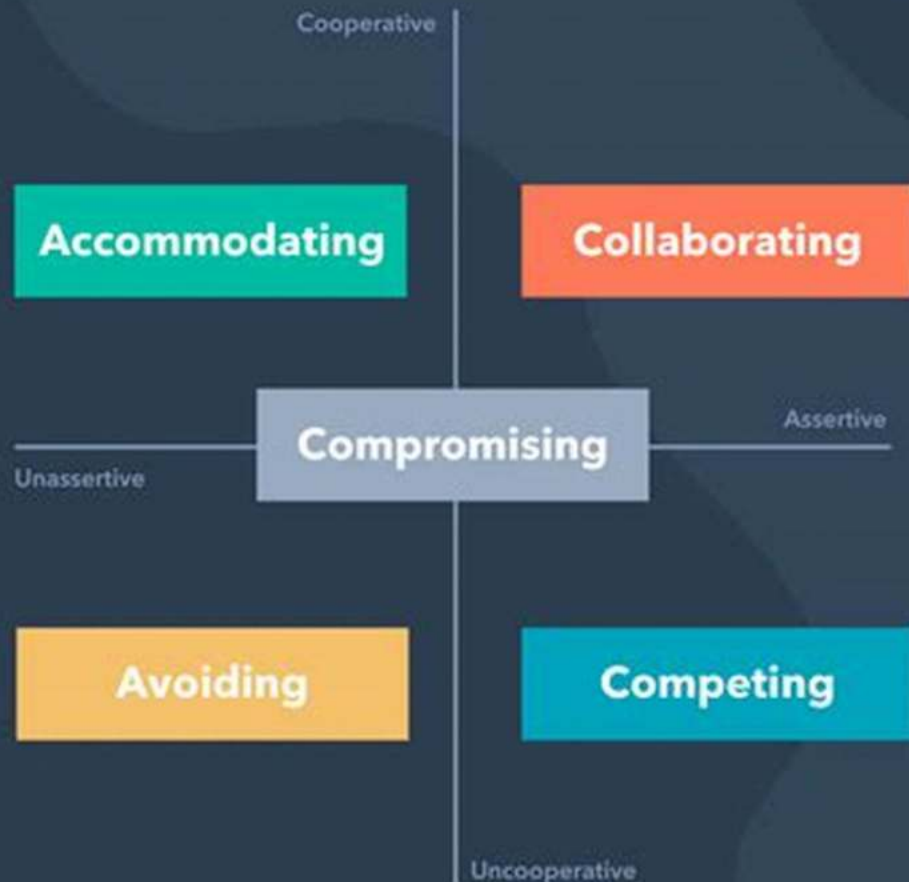 Cooperative
Accommodating
Collaborating
Compromising
Assertive
Unassertive
Avoiding
Competing
Uncooperative